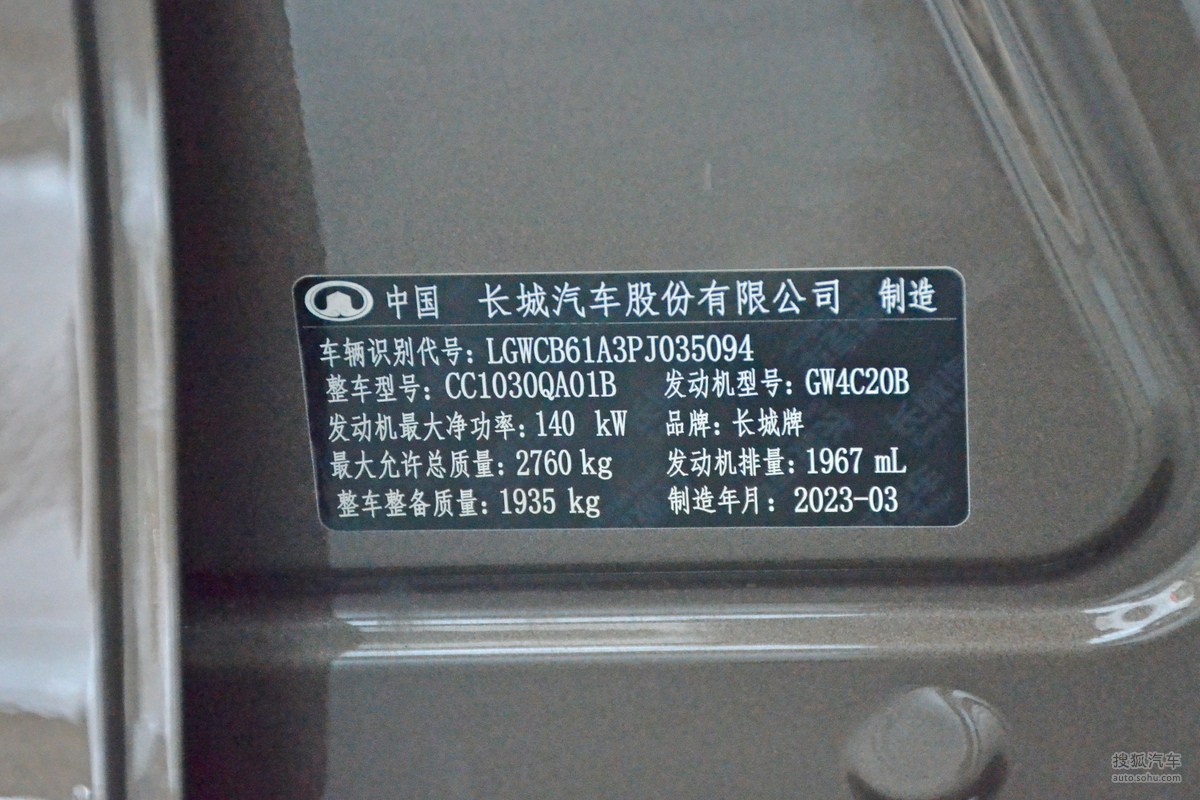 中国 长城汽车股份有限公司 制造
车辆识别代号: LGWCB61A3PJ035094
整车型号: CC1030QA01B 发动机型号: GW4C20B
发动机最大净功率: 140 kW 品牌: 长城牌
最大允许总质量: 2760 kg 发动机排量: 1967 mL
整车整备质量: 1935 kg 制造年月: 2023-03
搜狐汽车
auto.sohu.com